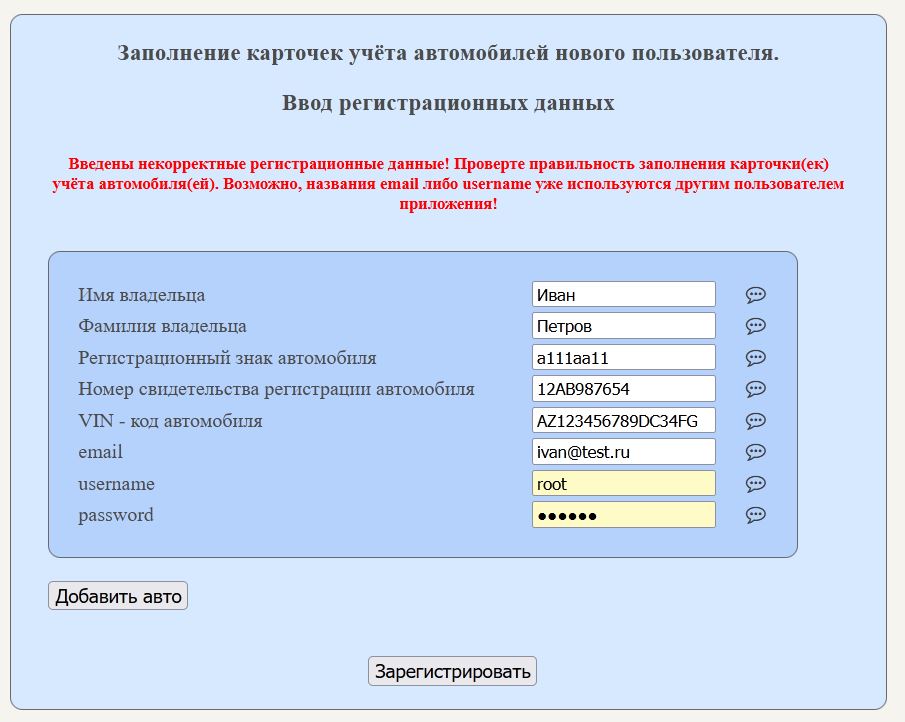 Заполнение карточек учёта автомобилей нового пользователя.
Ввод регистрационных данных
Введены некорректные регистрационные данные! Проверте правильность заполнения карточки(ек)
учёта автомобиля(ей). Возможно, названия email либо username уже используются другим пользователем
приложения!
Имя владельца Иван
Фамилия владельца Петров
Регистрационный знак автомобиля а111аа11
Номер свидетельства регистрации автомобиля 12АВ987654
VIN - код автомобиля AZ123456789DC34FG
email ivan@test.ru
username root
password ●●●●●●
Добавить авто
Зарегистрировать